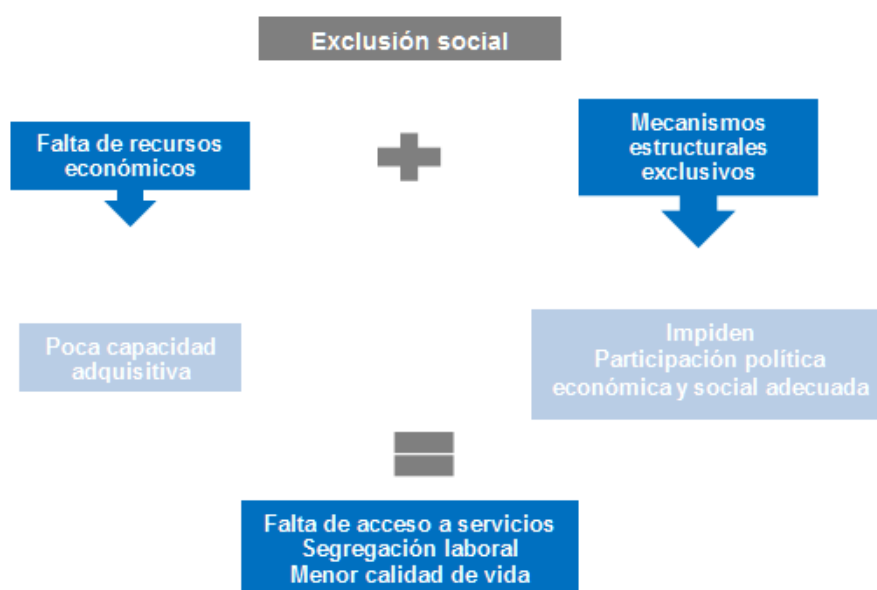 Exclusión social
Falta de recursos
económicos
Mecanismos
estructurales
exclusivos
Poca capacidad
adquisitiva
Impiden
Participación política
económica y social adecuada
Falta de acceso a servicios
Segregación laboral
Menor calidad de vida